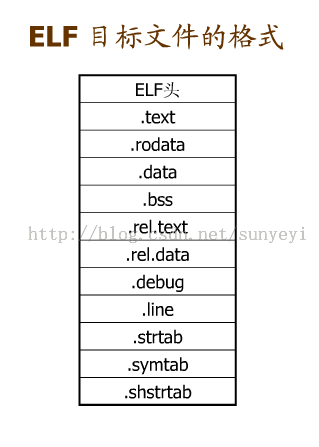 ELF 目标文件的格式
ELF头
.text
.rodata
.data
.bss
.rel.text
http://blog.csdn.net/sunyeyi
.rel.data
.debug
.line
.strtab
.symtab
.shstrtab